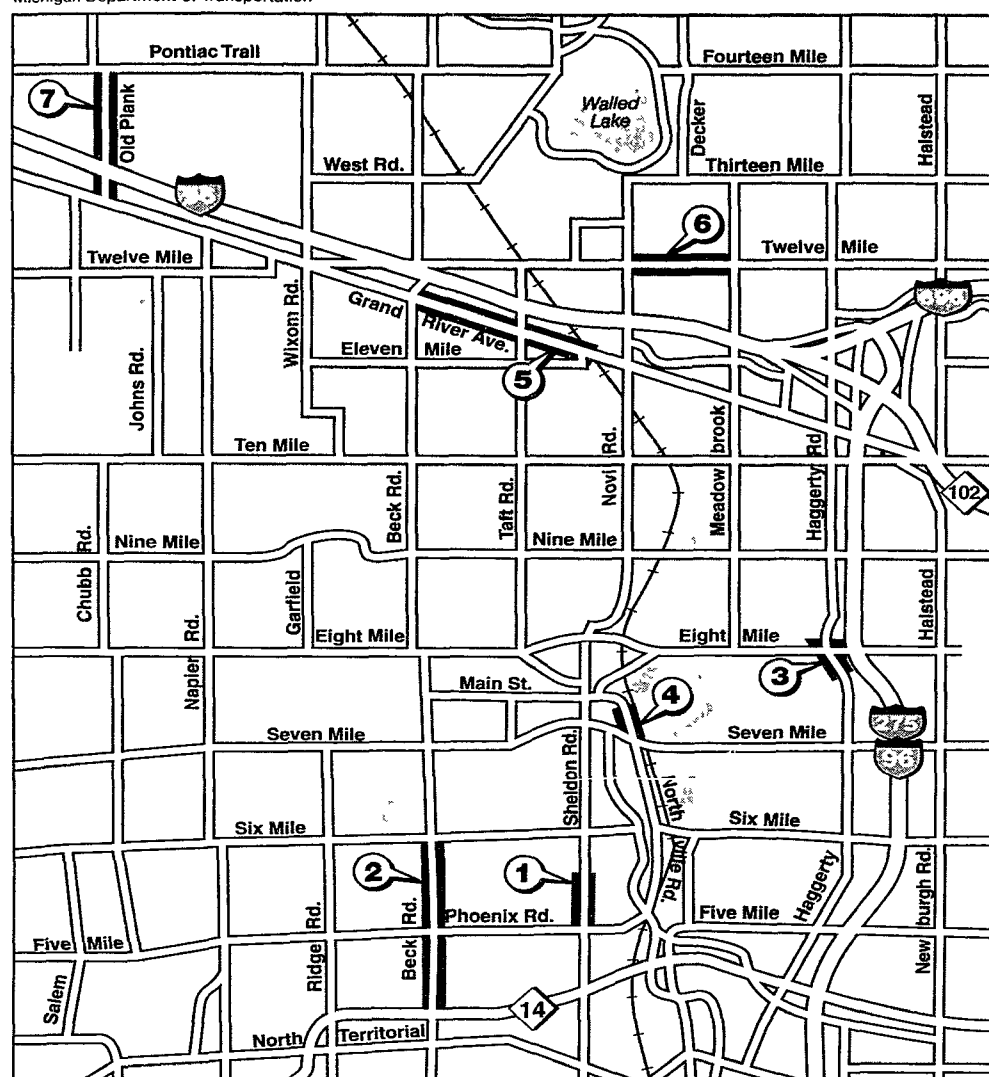 Michigan Department of Transportation
Pontiac Trail
Fourteen Mile
7
Old Plank
Walled
Lake
Decker
Halstead
West Rd.
Thirteen Mile
6
Twelve Mile
Twelve Mile
Wixom Rd.
Grand River Ave.
Eleven Mile
5
Johns Rd.
Ten Mile
Beck Rd.
Taft Rd.
Novi Rd.
Meadowbrook
Haggerty Rd
102
Chubb Rd.
Nine Mile
Nine Mile
Garfield
Napier Rd.
Eight Mile
Eight Mile
Halstead
3
Main St.
4
275
96
Seven Mile
Seven Mile
Sheldon Rd.
Northville Rd.
Six Mile
Six Mile
2
1
Phoenix Rd.
Five Mile
Haggerty
Newburgh Rd.
Five Mile
Ridge Rd.
Beck Rd.
Salem
14
North Territorial